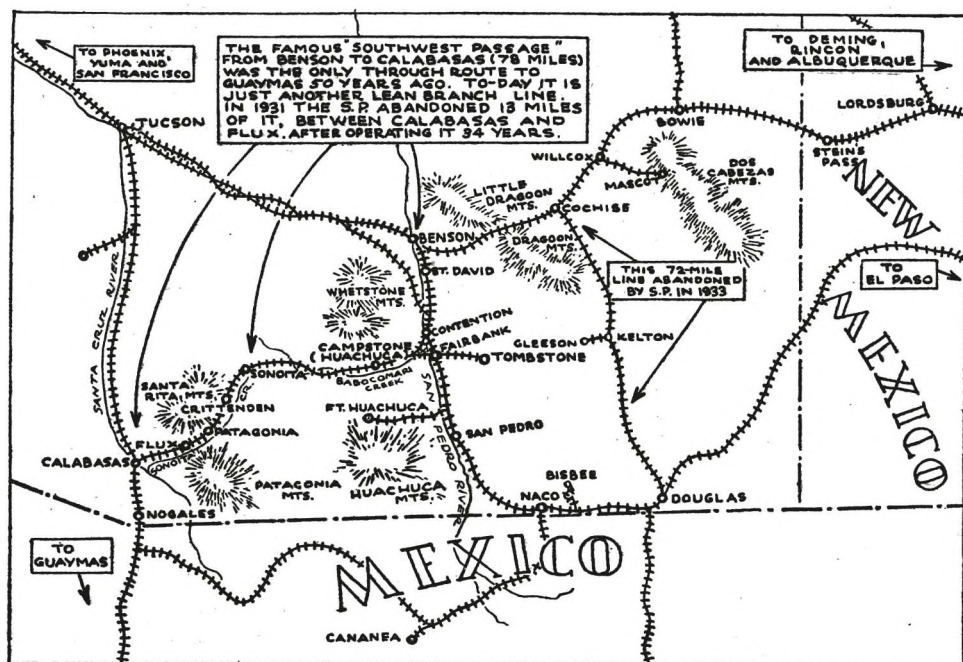 TO PHOENIX,
YUMA AND
SAN FRANCISCO
THE FAMOUS "SOUTHWEST PASSAGE"
FROM BENSON TO CALABASAS (78 MILES)
WAS THE ONLY THROUGH ROUTE TO
GUAYMAS 50 YEARS AGO. TO-DAY IT IS
JUST ANOTHER LEAN BRANCH LINE.
IN 1931 THE S.P. ABANDONED 13 MILES
OF IT, BETWEEN CALABASAS AND
FLUX, AFTER OPERATING IT 34 YEARS.
TO DEMING,
RINCON
AND ALBUQUERQUE
TUCSON
BOWIE
LORDSBURG
STEINS
PASS
WILLCOX
MASCOT
DOS
CABEZAS
MTS.
NEW
MEXICO
LITTLE
DRAGOON
MTS.
COCHISE
BENSON
DRAGOON
MTS.
ST. DAVID
THIS 72-MILE
LINE ABANDONED
BY S.P. IN 1933
TO
EL PASO
WHETSTONE
MTS.
SANTA CRUZ RIVER
CONTENTION
FAIRBANK
CAMPSTONE
(HUACHUCA)
GLEESON
KELTON
TOMBSTONE
SONOITA
BABOCOMARI
CREEK
SANTA
RITA MTS.
CRITTENDEN
CR.
FT. HUACHUCA
SAN PEDRO RIVER
PATAGONIA
SAN PEDRO
FLUX
SONOITA
CALABASAS
PATAGONIA
MTS.
HUACHUCA
MTS.
BISBEE
NACO
DOUGLAS
NOGALES
TO
GUAYMAS
MEXICO
CANANEA